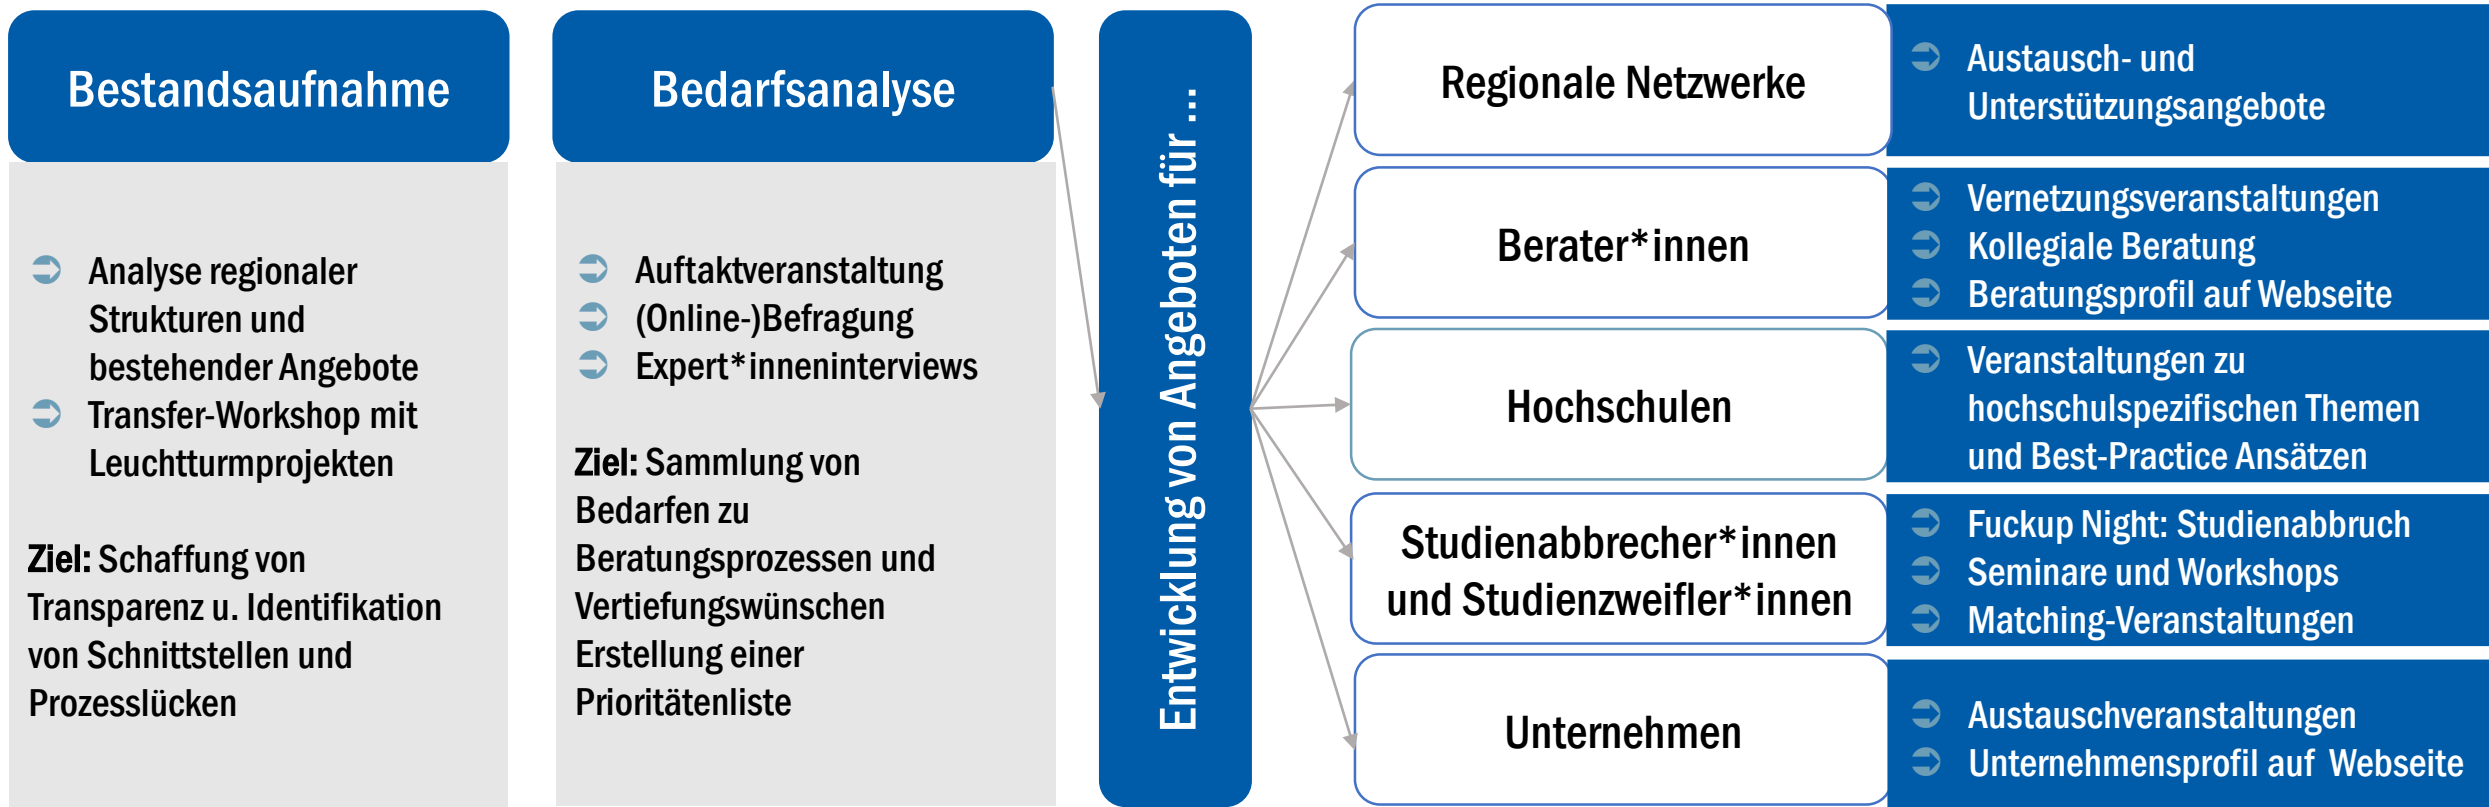 Bestandsaufnahme
Analyse regionaler
Strukturen und
bestehender Angebote
Transfer-Workshop mit
Leuchtturmprojekten
Ziel: Schaffung von
Transparenz u. Identifikation
von Schnittstellen und
Prozesslücken
Bedarfsanalyse
Auftaktveranstaltung
(Online-)Befragung
Expert*inneninterviews
Ziel: Sammlung von
Bedarfen zu
Beratungsprozessen und
Vertiefungswünschen
Erstellung einer
Prioritätenliste
Entwicklung von Angeboten für ...
Regionale Netzwerke
Austausch- und
Unterstützungsangebote
Berater*innen
Vernetzungsveranstaltungen
Kollegiale Beratung
Beratungsprofil auf Webseite
Hochschulen
Veranstaltungen zu
hochschulspezifischen Themen
und Best-Practice Ansätzen
Studienabbrecher*innen
und Studienzweifler*innen
Fuckup Night: Studienabbruch
Seminare und Workshops
Matching-Veranstaltungen
Unternehmen
Austauschveranstaltungen
Unternehmensprofil auf Webseite